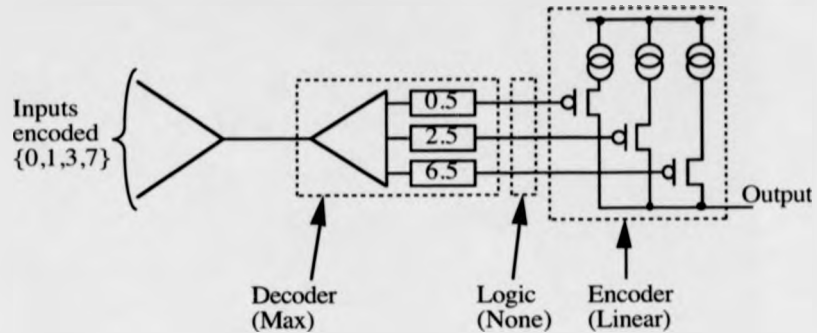 Inputs
encoded
{0,1,3,7}
0.5
2.5
6.5
Output
Decoder
(Max)
Logic
(None)
Encoder
(Linear)